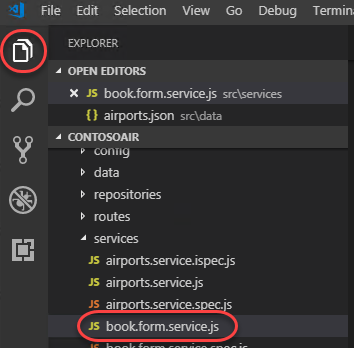 File Edit Selection View Go Debug Terminal
EXPLORER
OPEN EDITORS
JS book.form.service.js src\services
{ } airports.json src\data
CONTOSOAIR
config
data
repositories
routes
services
JS airports.service.ispec.js
JS airports.service.js
JS airports.service.spec.js
JS book.form.service.js
JS book.form.service.spec.js